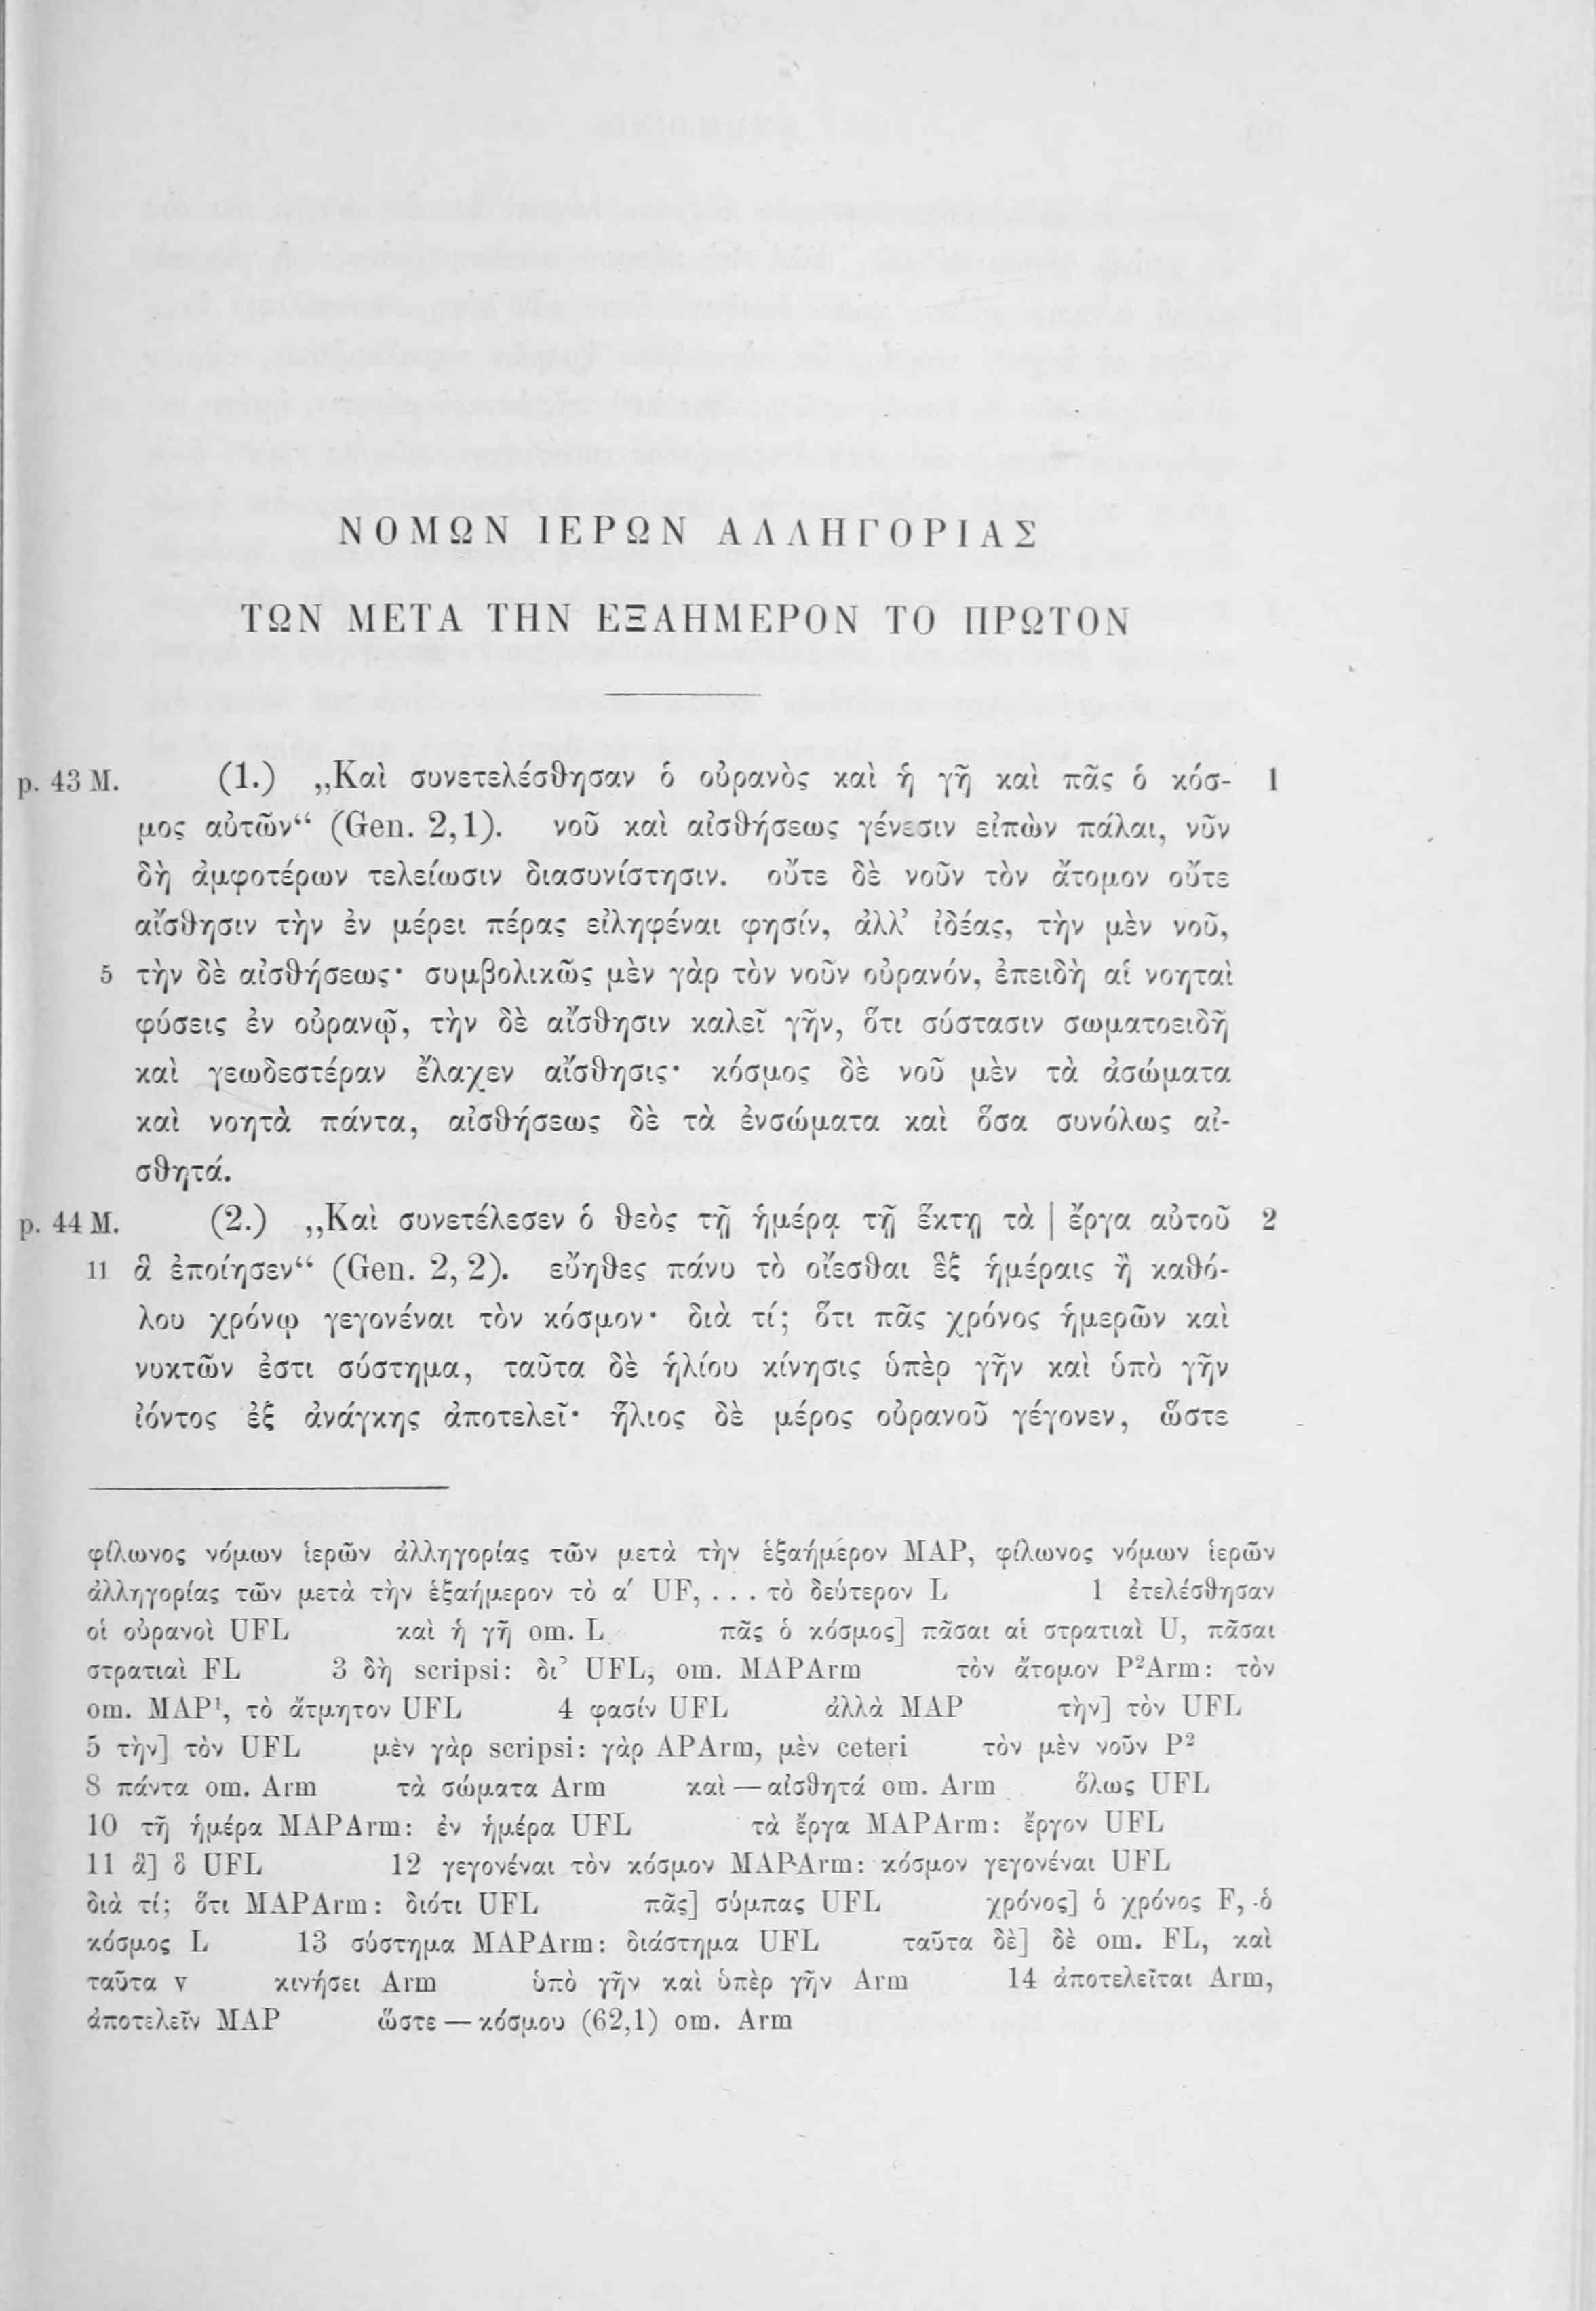 ΝΟΜΩΝ ΙΕΡΩΝ ΑΛΛΗΓΟΡΙΑΣ
ΤΩΝ ΜΕΤΑ ΤΗΝ ΕΞΑΗΜΕΡΟΝ ΤΟ ΠΡΩΤΟΝ
p. 43 M. (1.) „Καὶ συνετελέσθησαν ὁ οὐρανὸς καὶ ἡ γῆ καὶ πᾶς ὁ κόσ- 1
μος αὐτῶν“ (Gen. 2,1). νοῦ καὶ αἰσθήσεως γένεσιν εἰπὼν πάλαι, νῦν
δὴ ἀμφοτέρων τελείωσιν διασυνίστησιν. οὔτε δὲ νοῦν τὸν ἄτομον οὔτε
αἴσθησιν τὴν ἐν μέρει πέρας εἰληφέναι φησίν, ἀλλ’ ἰδέας, τὴν μὲν νοῦ,
5 τὴν δὲ αἰσθήσεως· συμβολικῶς μὲν γὰρ τὸν νοῦν οὐρανόν, ἐπειδὴ αἱ νοηταὶ
φύσεις ἐν οὐρανῷ, τὴν δὲ αἴσθησιν καλεῖ γῆν, ὅτι σύστασιν σωματοειδῆ
καὶ γεωδεστέραν ἔλαχεν αἴσθησις· κόσμος δὲ νοῦ μὲν τὰ ἀσώματα
καὶ νοητὰ πάντα, αἰσθήσεως δὲ τὰ ἐνσώματα καὶ ὅσα συνόλως αἰ-
σθητά.
p. 44 M. (2.) „Καὶ συνετέλεσεν ὁ θεὸς τῇ ἡμέρᾳ τῇ ἕκτῃ τὰ | ἔργα αὐτοῦ 2
11 ἃ ἐποίησεν“ (Gen. 2, 2). εὔηθες πάνυ τὸ οἴεσθαι ἓξ ἡμέραις ἢ καθό-
λου χρόνῳ γεγονέναι τὸν κόσμον· διὰ τί; ὅτι πᾶς χρόνος ἡμερῶν καὶ
νυκτῶν ἐστι σύστημα, ταῦτα δὲ ἡλίου κίνησις ὑπὲρ γῆν καὶ ὑπὸ γῆν
ἰόντος ἐξ ἀνάγκης ἀποτελεῖ· ἥλιος δὲ μέρος οὐρανοῦ γέγονεν, ὥστε
φίλωνος νόμων ἱερῶν ἀλληγορίας τῶν μετὰ τὴν ἑξαήμερον MAP, φίλωνος νόμων ἱερῶν
ἀλληγορίας τῶν μετὰ τὴν ἑξαήμερον τὸ α′ UF, . . . τὸ δεύτερον L 1 ἐτελέσθησαν
οἱ οὐρανοὶ UFL καὶ ἡ γῆ om. L πᾶς ὁ κόσμος] πᾶσαι αἱ στρατιαὶ U, πᾶσαι
στρατιαὶ FL 3 δὴ scripsi: δι’ UFL, om. MAPArm τὸν ἄτομον P²Arm: τὸν
om. MAP¹, τὸ ἄτμητον UFL 4 φασίν UFL ἀλλὰ MAP τὴν] τὸν UFL
5 τὴν] τὸν UFL μὲν γὰρ scripsi: γὰρ APArm, μὲν ceteri τὸν μὲν νοῦν P²
8 πάντα om. Arm τὰ σώματα Arm καὶ — αἰσθητά om. Arm ὅλως UFL
10 τῆ ἡμέρα MAPArm: ἐν ἡμέρα UFL τὰ ἔργα MAPArm: ἔργον UFL
11 ἃ] ὃ UFL 12 γεγονέναι τὸν κόσμον MAPArm: κόσμον γεγονέναι UFL
διὰ τί; ὅτι MAPArm: διότι UFL πᾶς] σύμπας UFL χρόνος] ὁ χρόνος F, ὁ
κόσμος L 13 σύστημα MAPArm: διάστημα UFL ταῦτα δὲ] δὲ om. FL, καὶ
ταῦτα v κινήσει Arm ὑπὸ γῆν καὶ ὑπὲρ γῆν Arm 14 ἀποτελεῖται Arm,
ἀποτελεῖν MAP ὥστε — κόσμου (62,1) om. Arm